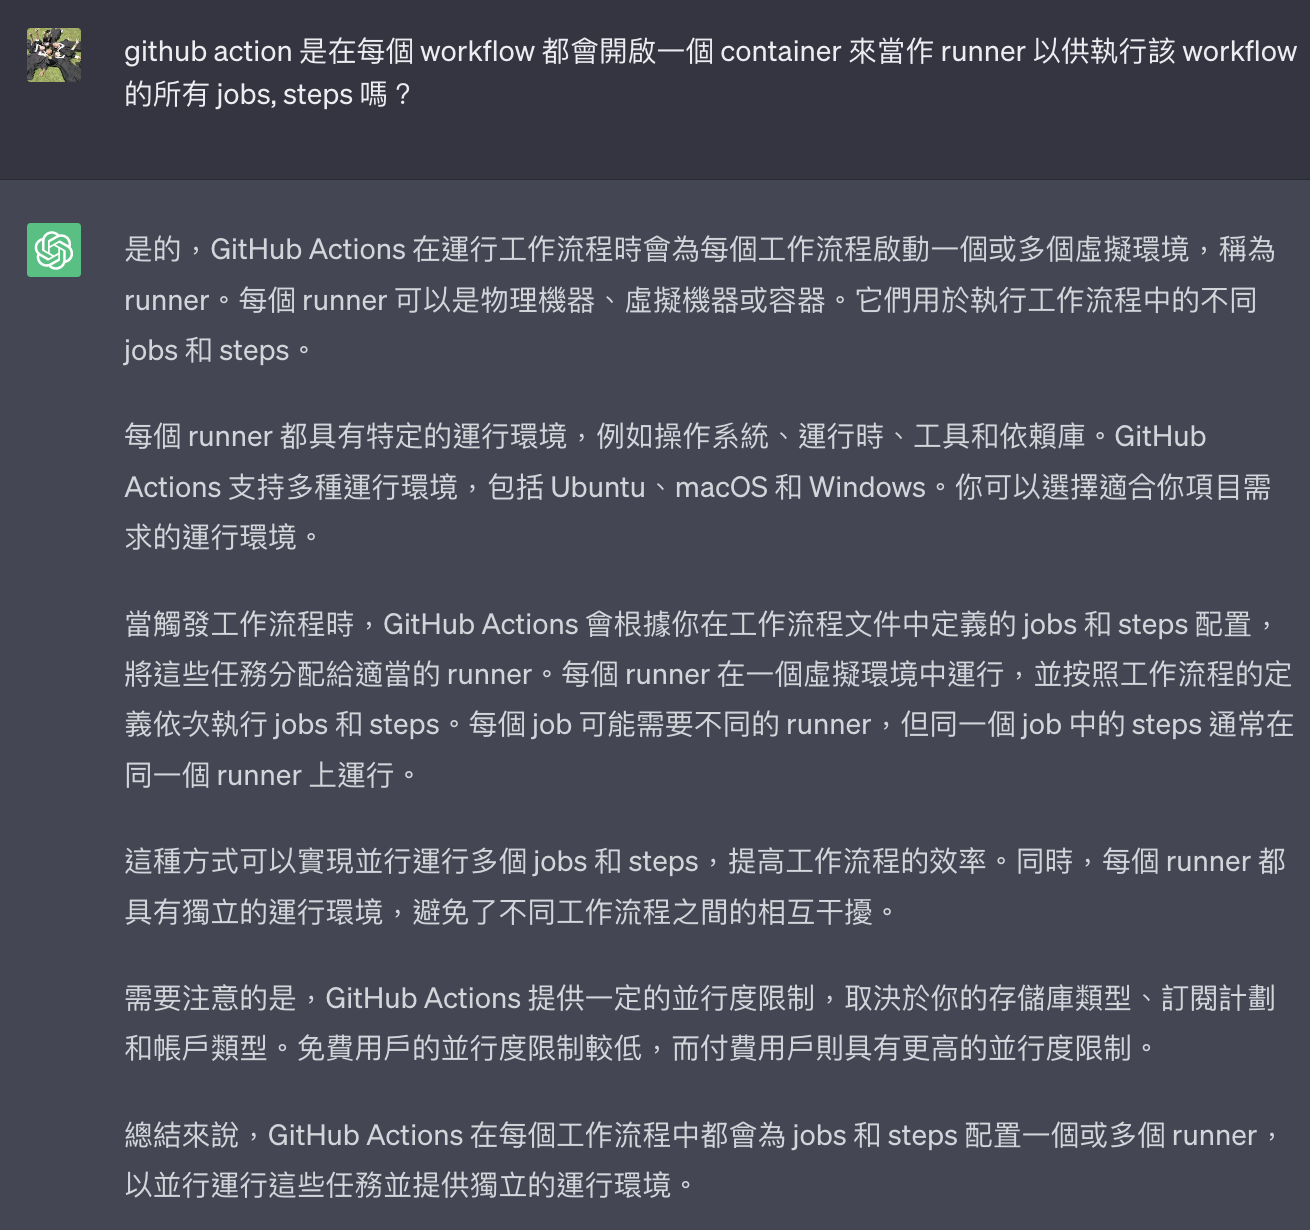 github action 是在每個 workflow 都會開啟一個 container 來當作 runner 以供執行該 workflow
的所有 jobs, steps 嗎？
是的，GitHub Actions 在運行工作流程時會為每個工作流程啟動一個或多個虛擬環境，稱為
runner。每個 runner 可以是物理機器、虛擬機器或容器。它們用於執行工作流程中的不同
jobs 和 steps。
每個 runner 都具有特定的運行環境，例如操作系統、運行時、工具和依賴庫。GitHub
Actions 支持多種運行環境，包括 Ubuntu、macOS 和 Windows。你可以選擇適合你項目需
求的運行環境。
當觸發工作流程時，GitHub Actions 會根據你在工作流程文件中定義的 jobs 和 steps 配置，
將這些任務分配給適當的 runner。每個 runner 在一個虛擬環境中運行，並按照工作流程的定
義依次執行 jobs 和 steps。每個 job 可能需要不同的 runner，但同一個 job 中的 steps 通常在
同一個 runner 上運行。
這種方式可以實現並行運行多個 jobs 和 steps，提高工作流程的效率。同時，每個 runner 都
具有獨立的運行環境，避免了不同工作流程之間的相互干擾。
需要注意的是，GitHub Actions 提供一定的並行度限制，取決於你的存儲庫類型、訂閱計劃
和帳戶類型。免費用戶的並行度限制較低，而付費用戶則具有更高的並行度限制。
總結來說，GitHub Actions 在每個工作流程中都會為 jobs 和 steps 配置一個或多個 runner，
以並行運行這些任務並提供獨立的運行環境。